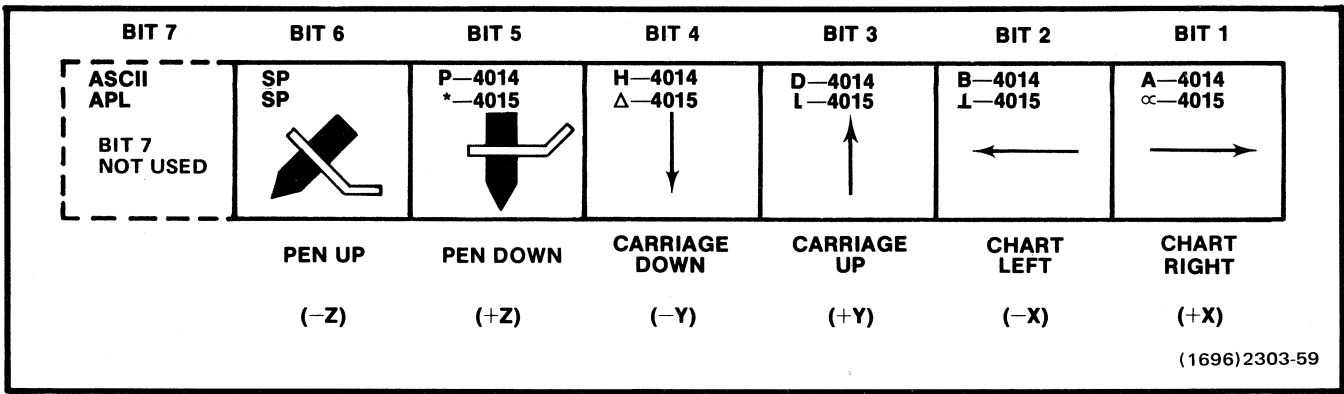 BIT 7 BIT 6 BIT 5 BIT 4 BIT 3 BIT 2 BIT 1
ASCII SP P—4014 H—4014 D—4014 B—4014 A—4014
APL SP *—4015 △—4015 L—4015 ⊥—4015 ∝—4015
BIT 7
NOT USED
PEN UP PEN DOWN CARRIAGE DOWN CARRIAGE UP CHART LEFT CHART RIGHT
(−Z) (+Z) (−Y) (+Y) (−X) (+X)
(1696)2303-59